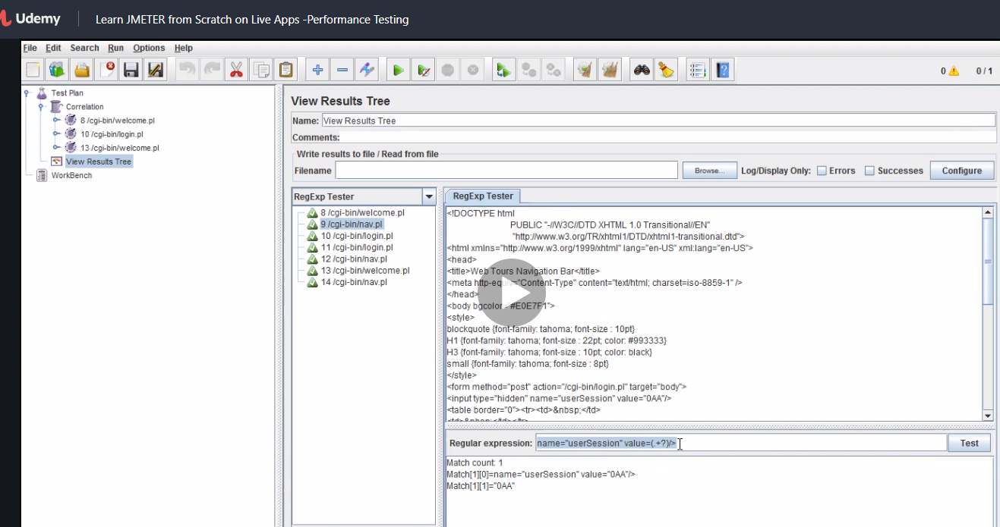 Udemy
Learn JMETER from Scratch on Live Apps -Performance Testing
File Edit Search Run Options Help
0 0 / 1
Test Plan
Correlation
8 /cgi-bin/welcome.pl
10 /cgi-bin/login.pl
13 /cgi-bin/welcome.pl
View Results Tree
WorkBench
View Results Tree
Name: View Results Tree
Comments:
Write results to file / Read from file
Filename Browse... Log/Display Only: Errors Successes Configure
RegExp Tester
8 /cgi-bin/welcome.pl
9 /cgi-bin/nav.pl
10 /cgi-bin/login.pl
11 /cgi-bin/login.pl
12 /cgi-bin/nav.pl
13 /cgi-bin/welcome.pl
14 /cgi-bin/nav.pl
RegExp Tester
<!DOCTYPE html
PUBLIC "-//W3C//DTD XHTML 1.0 Transitional//EN"
"http://www.w3.org/TR/xhtml1/DTD/xhtml1-transitional.dtd">
<html xmlns="http://www.w3.org/1999/xhtml" lang="en-US" xml:lang="en-US">
<head>
<title>Web Tours Navigation Bar</title>
<meta http-equiv="Content-Type" content="text/html; charset=iso-8859-1" />
</head>
<body bgcolor - #E0E7F1">
<style>
blockquote {font-family: tahoma; font-size : 10pt}
H1 {font-family: tahoma; font-size : 22pt; color: #993333}
H3 {font-family: tahoma; font-size : 10pt; color: black}
small {font-family: tahoma; font-size : 8pt}
</style>
<form method="post" action="/cgi-bin/login.pl" target="body">
<input type="hidden" name="userSession" value="0AA"/>
<table border="0"><tr><td>&nbsp;</td>
<td>&nbsp;</td></tr>
Regular expression: name="userSession" value=(.+?)/> Test
Match count: 1
Match[1][0]=name="userSession" value="0AA"/>
Match[1][1]="0AA"